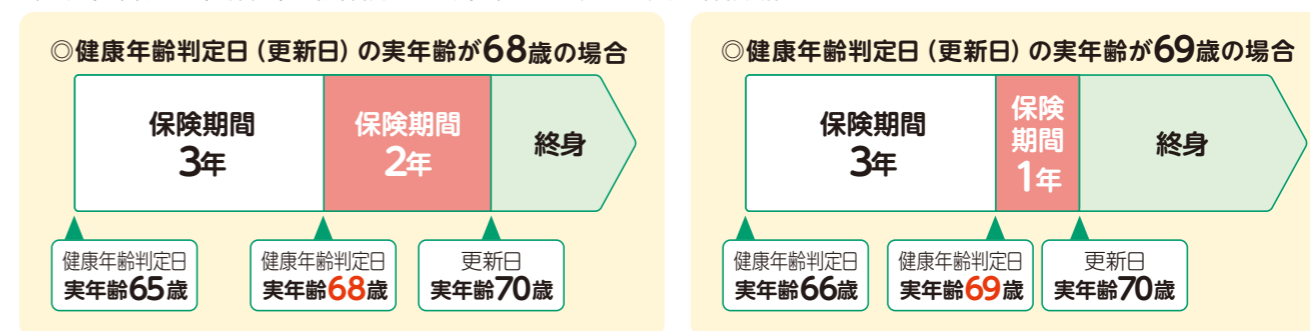 ◎健康年齢判定日（更新日）の実年齢が68歳の場合
保険期間
3年
保険期間
2年
終身
健康年齢判定日
実年齢65歳
健康年齢判定日
実年齢68歳
更新日
実年齢70歳
◎健康年齢判定日（更新日）の実年齢が69歳の場合
保険期間
3年
保険
期間
1年
終身
健康年齢判定日
実年齢66歳
健康年齢判定日
実年齢69歳
更新日
実年齢70歳